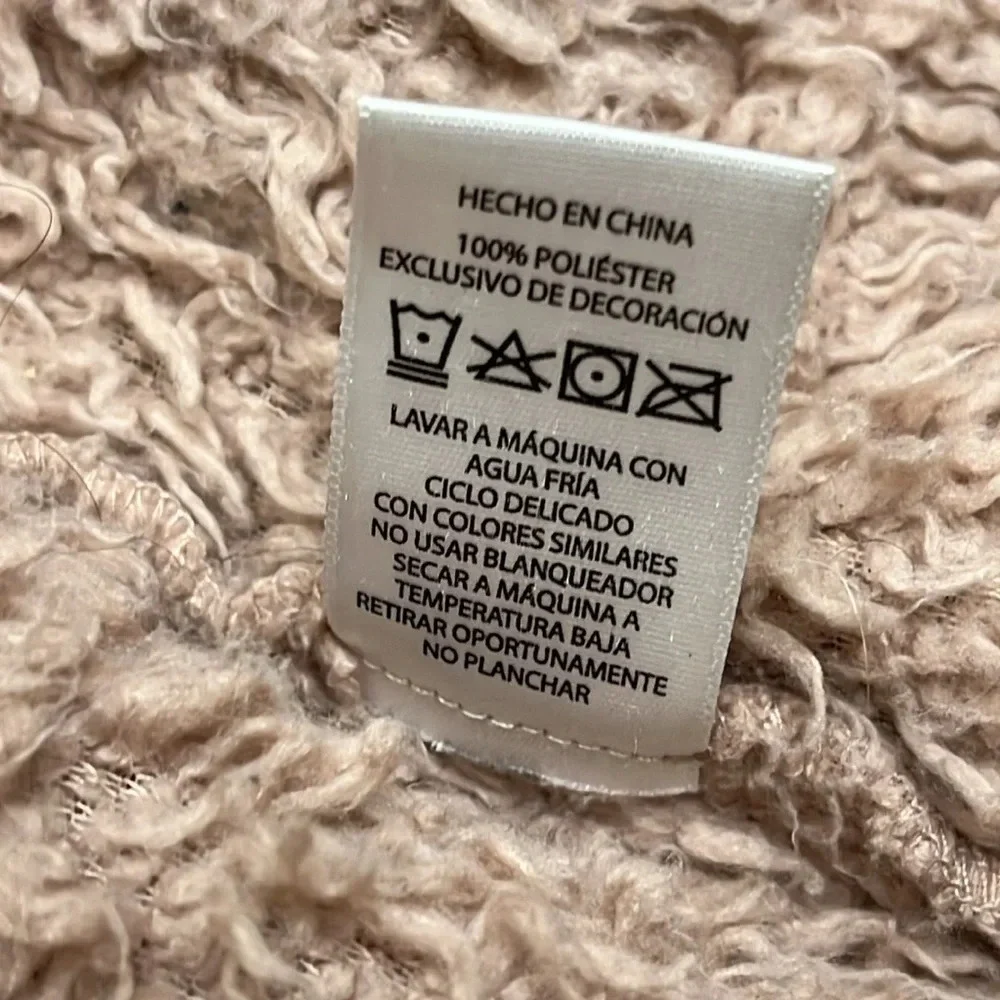 HECHO EN CHINA
100% POLIÉSTER
EXCLUSIVO DE DECORACIÓN
LAVAR A MÁQUINA CON
AGUA FRÍA
CICLO DELICADO
CON COLORES SIMILARES
NO USAR BLANQUEADOR
SECAR A MÁQUINA A
TEMPERATURA BAJA
RETIRAR OPORTUNAMENTE
NO PLANCHAR